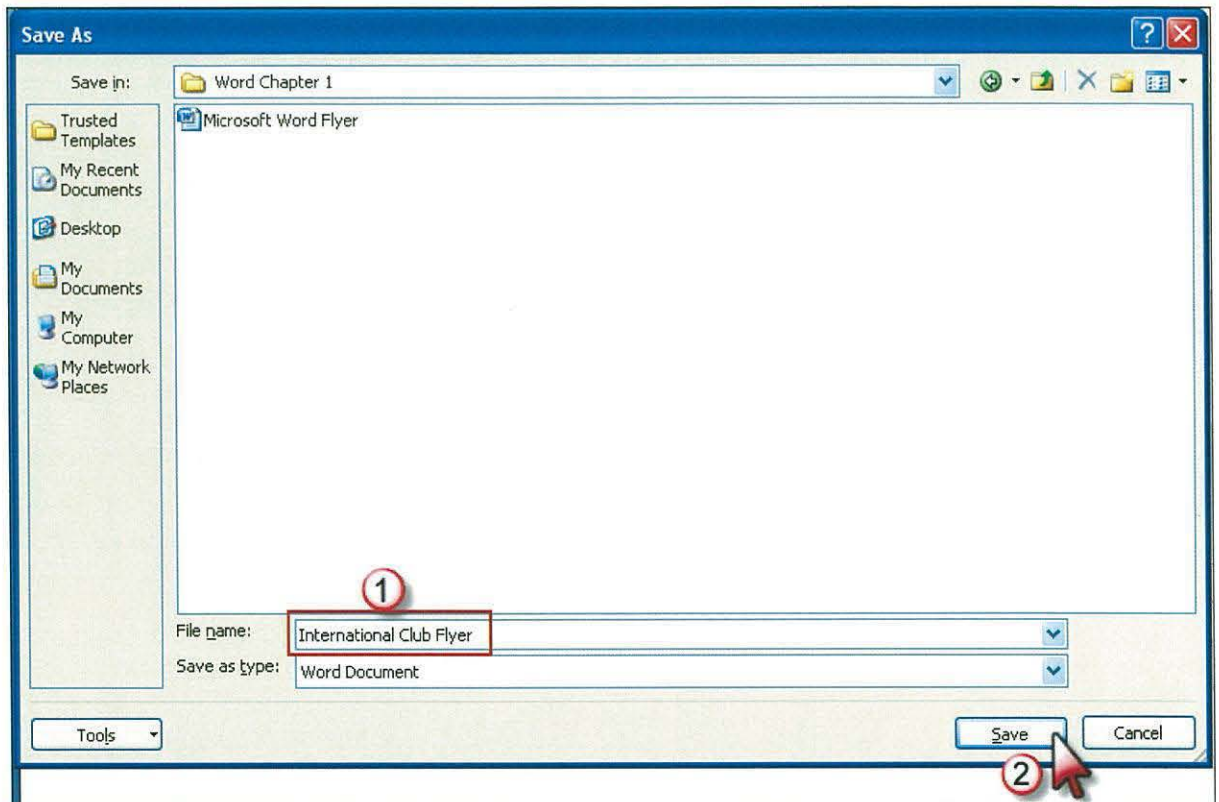 Save As
Save in:
Word Chapter 1
Trusted
Templates
My Recent
Documents
Desktop
My
Documents
My
Computer
My Network
Places
Microsoft Word Flyer
1
File name:
International Club Flyer
Save as type:
Word Document
Tools
Save
Cancel
2